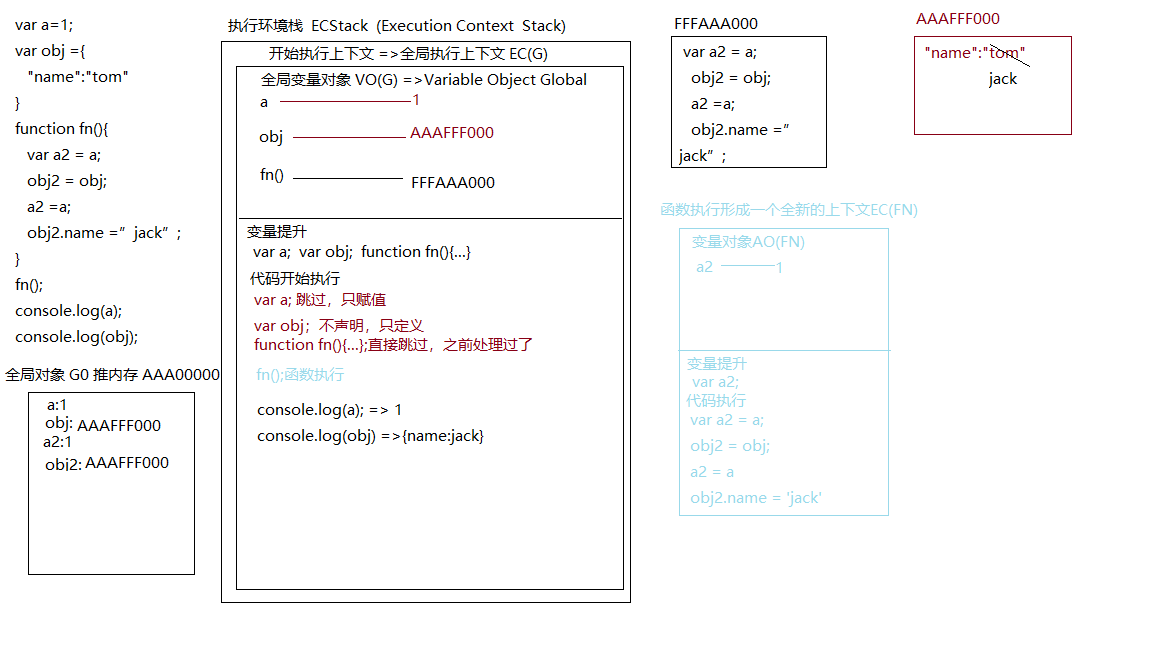 var a=1;
var obj ={
"name":"tom"
}
function fn(){
var a2 = a;
obj2 = obj;
a2 =a;
obj2.name =”jack”;
}
fn();
console.log(a);
console.log(obj);
全局对象 G0 推内存 AAA00000
a:1
obj: AAAFFF000
a2:1
obj2: AAAFFF000
执行环境栈 ECStack (Execution Context Stack)
开始执行上下文 =>全局执行上下文 EC(G)
全局变量对象 VO(G) =>Variable Object Global
a 1
obj AAAFFF000
fn() FFFAAA000
变量提升
var a; var obj; function fn(){...}
代码开始执行
var a; 跳过，只赋值
var obj；不声明，只定义
function fn(){...};直接跳过，之前处理过了
fn();函数执行
console.log(a); => 1
console.log(obj) =>{name:jack}
FFFAAA000
var a2 = a;
obj2 = obj;
a2 =a;
obj2.name =”
jack”;
AAAFFF000
"name":"tom"
jack
函数执行形成一个全新的上下文EC(FN)
变量对象AO(FN)
a2 1
变量提升
var a2;
代码执行
var a2 = a;
obj2 = obj;
a2 = a
obj2.name = 'jack'